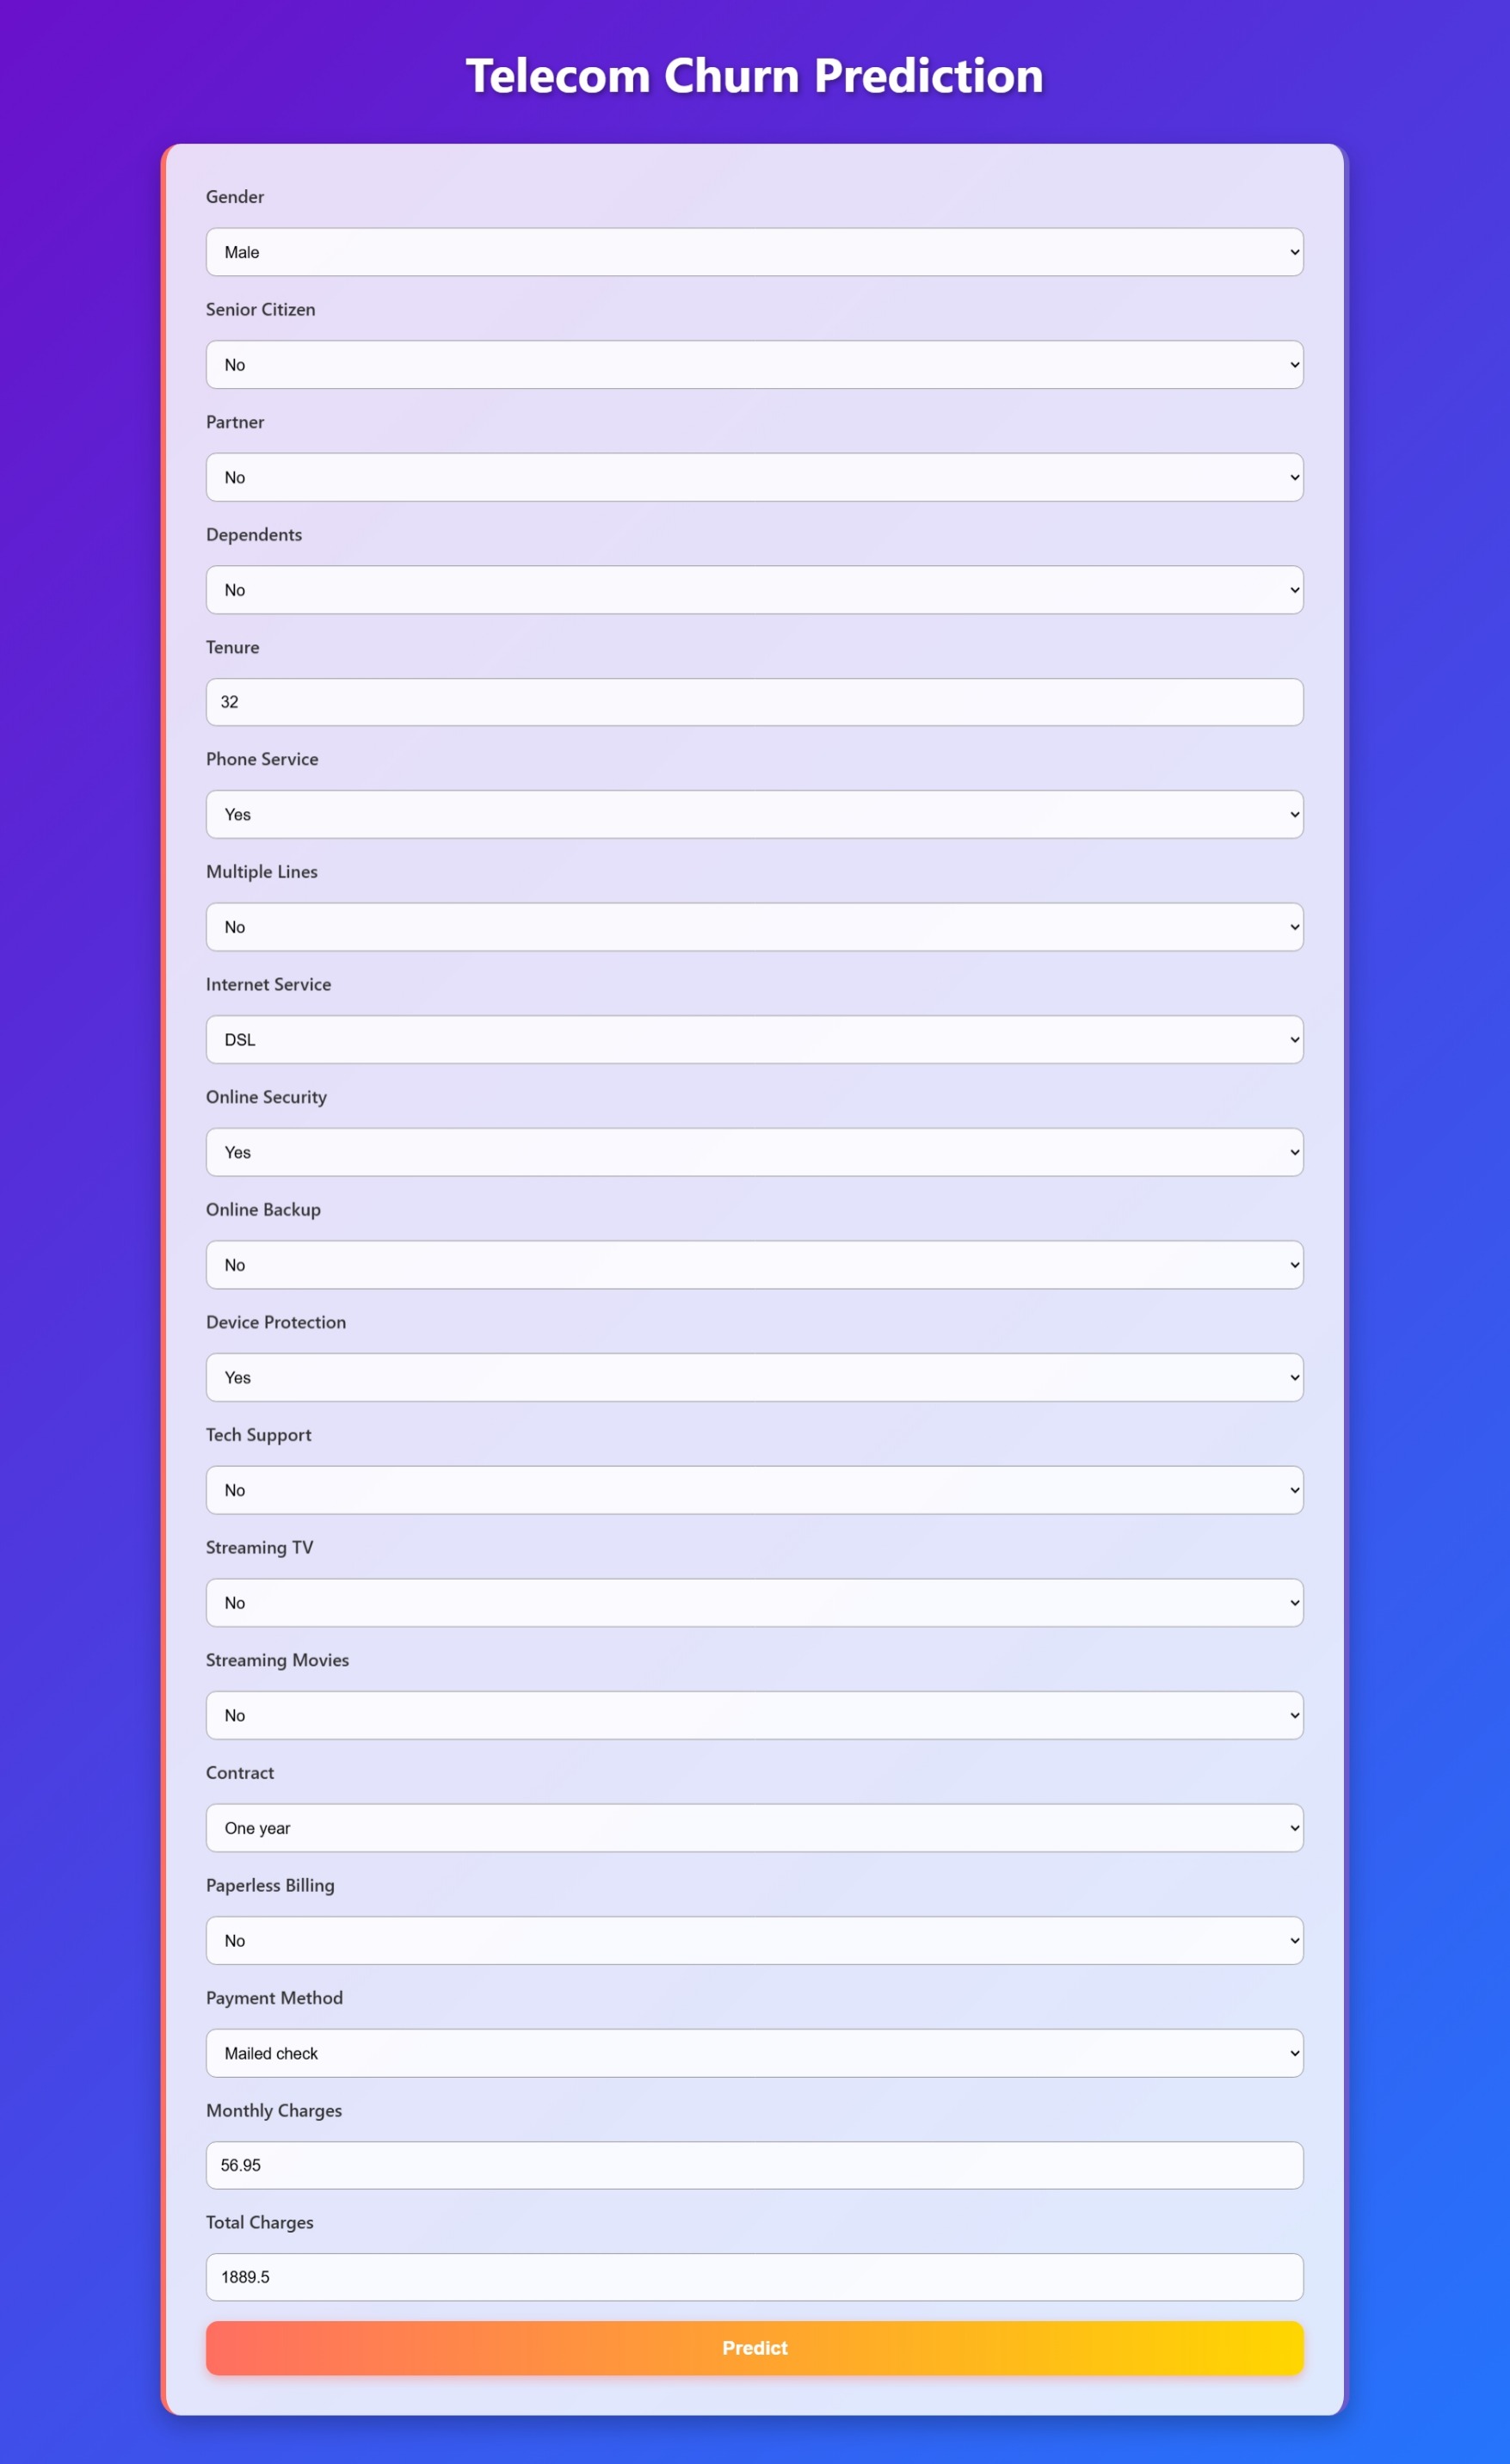 Telecom Churn Prediction
Gender
Male
Senior Citizen
No
Partner
No
Dependents
No
Tenure
32
Phone Service
Yes
Multiple Lines
No
Internet Service
DSL
Online Security
Yes
Online Backup
No
Device Protection
Yes
Tech Support
No
Streaming TV
No
Streaming Movies
No
Contract
One year
Paperless Billing
No
Payment Method
Mailed check
Monthly Charges
56.95
Total Charges
1889.5
Predict